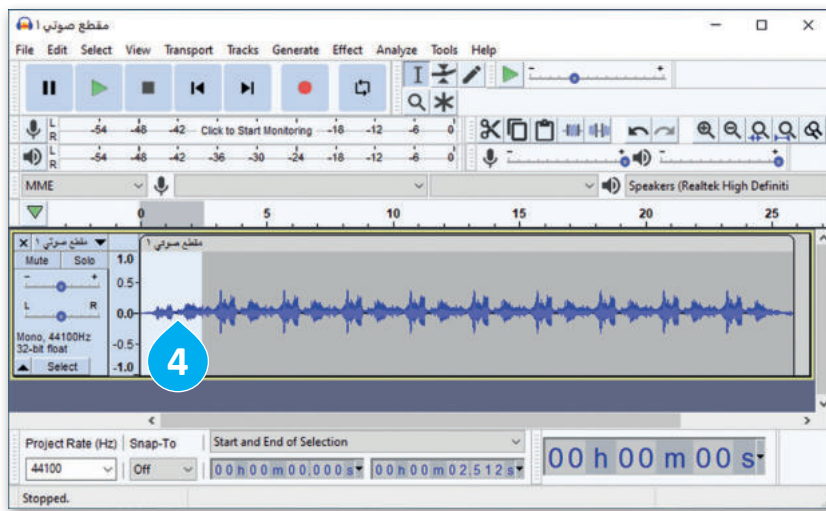 مقطع صوتي ١
File Edit Select View Transport Tracks Generate Effect Analyze Tools Help
L
R
-54 -48 -42 Click to Start Monitoring -18 -12 -6 0
L
R
-54 -48 -42 -36 -30 -24 -18 -12 -6 0
MME
Speakers (Realtek High Definiti
0 5 10 15 20 25
مقطع صوتي ١
مقطع صوتي ١
Mute Solo
- +
L R
Mono, 44100Hz
32-bit float
Select
1.0
0.5
0.0
-0.5
-1.0
4
Project Rate (Hz) Snap-To Start and End of Selection
44100 Off 00h00m00.000s 00h00m02.512s
00 h 00 m 00 s
Stopped.